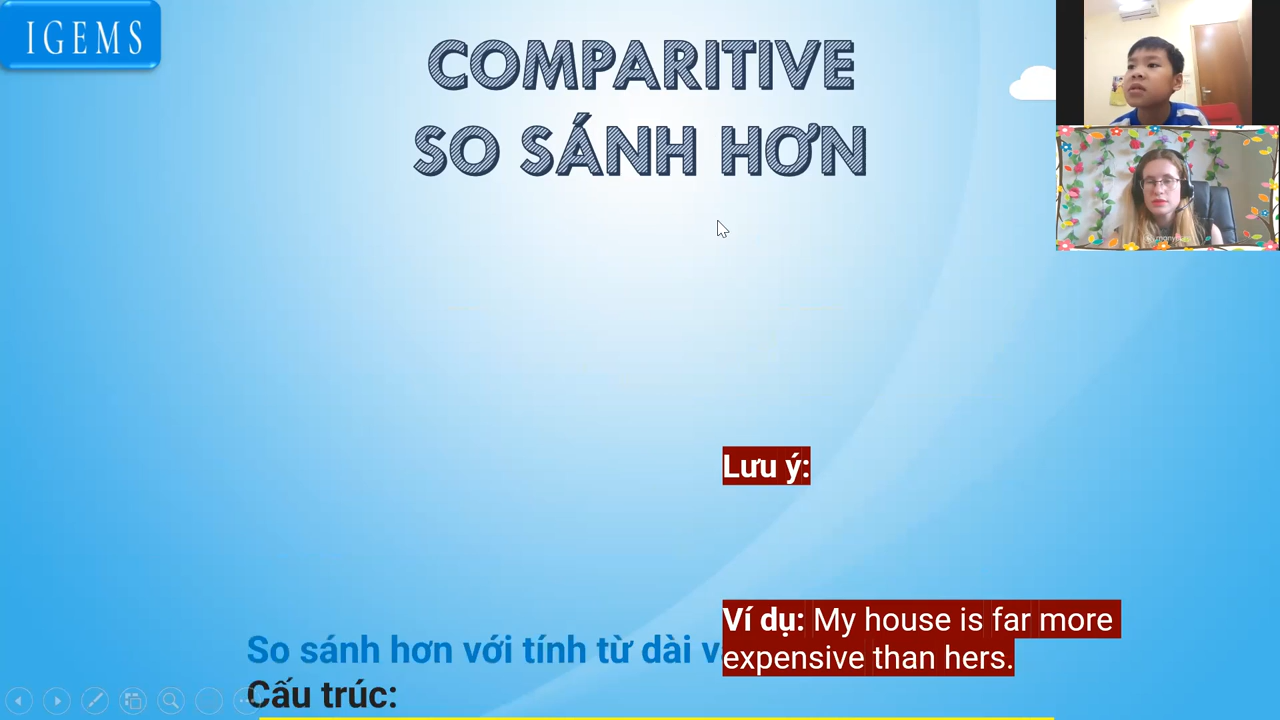 IGEMS
COMPARITIVE
SO SÁNH HƠN
Lưu ý:
Ví dụ: My house is far more
expensive than hers.
So sánh hơn với tính từ dài v
Cấu trúc: